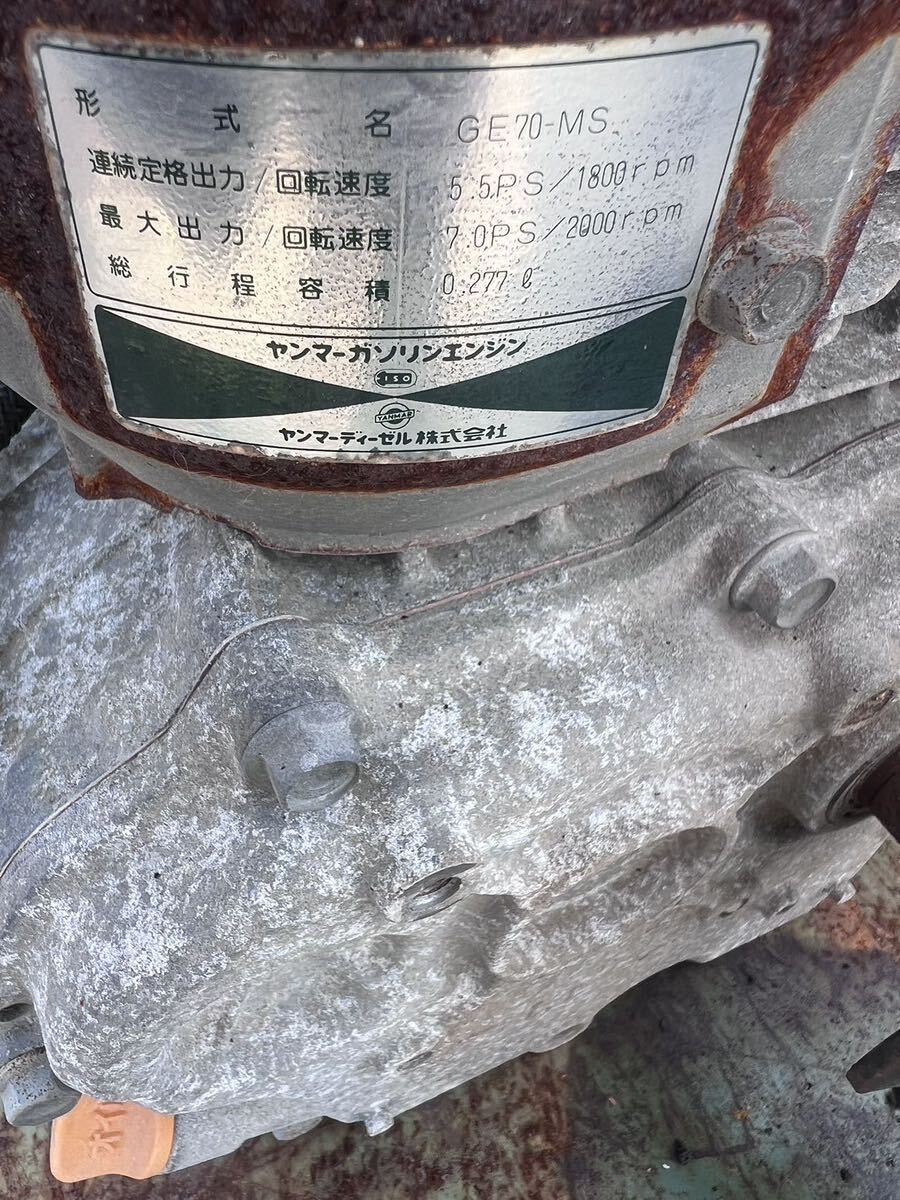 形式名 GE70-MS
連続定格出力/回転速度 5.5PS/1800rpm
最大出力/回転速度 7.0PS/2000rpm
総行程容積 0.277ℓ
ヤンマーガソリンエンジン
YANMAR
ヤンマーディーゼル株式会社
オイ